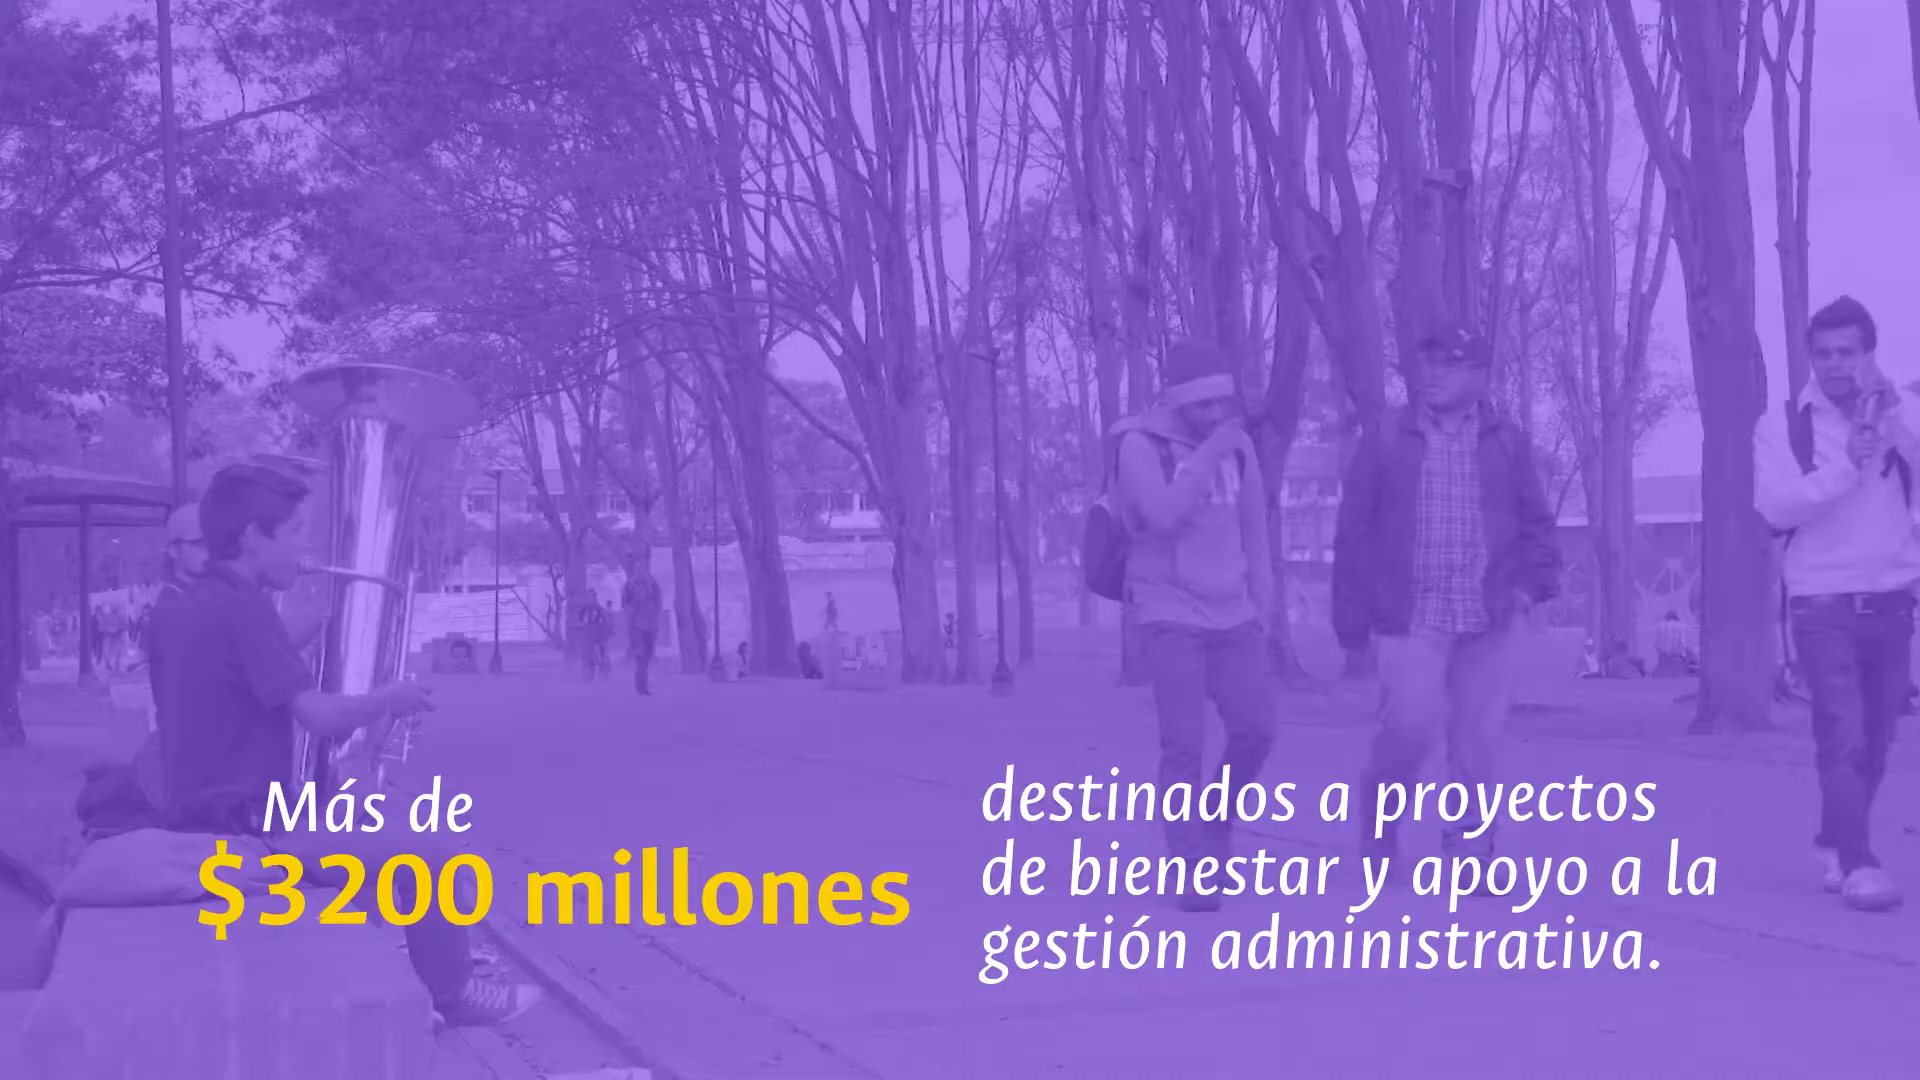 Más de
$3200 millones
destinados a proyectos
de bienestar y apoyo a la
gestión administrativa.